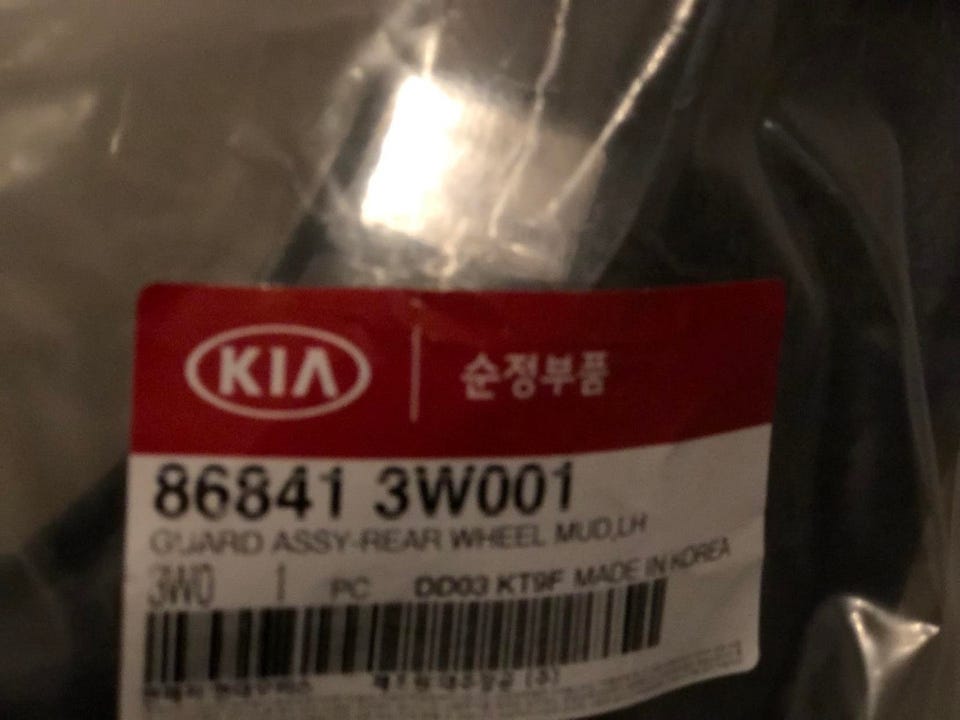 KIA 순정부품
86841 3W001
GUARD ASSY-REAR WHEEL MUD,LH
3W0 1 PC DD03 KT9F MADE IN KOREA